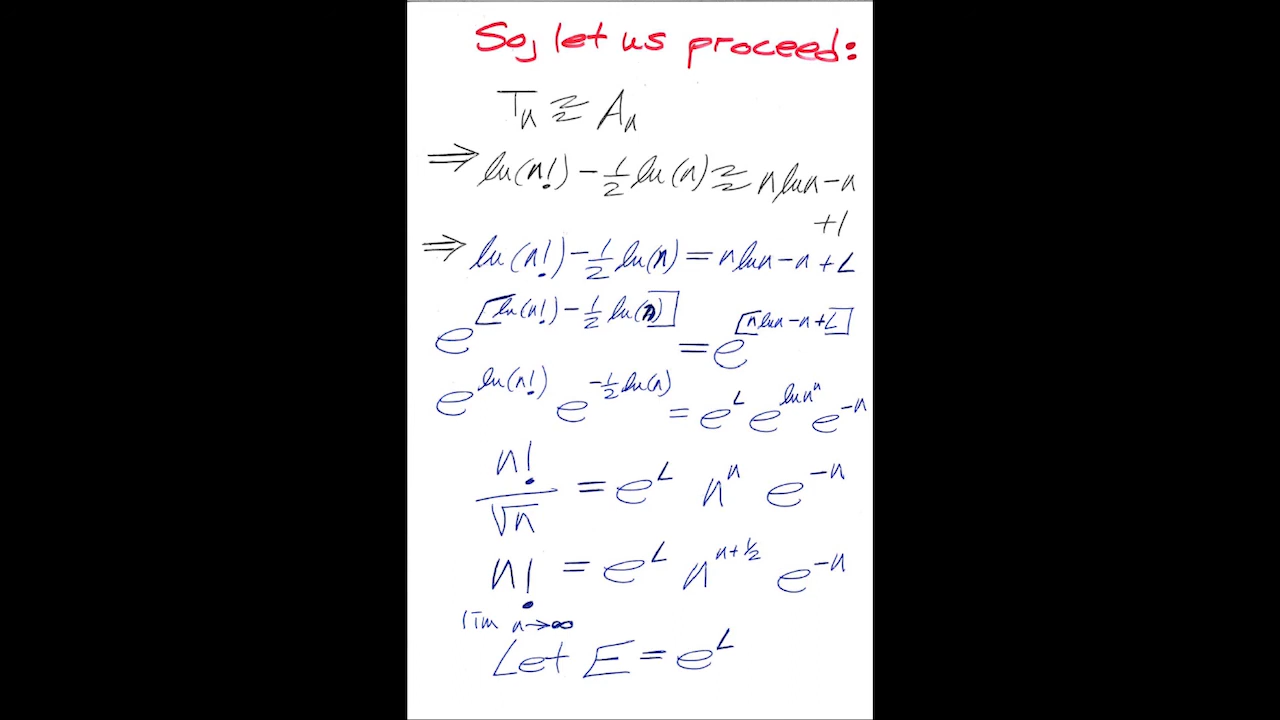 So, let us proceed:
Tₙ ≳ Aₙ
⇒ ln(n!) - 1/2 ln(n) ≳ n ln n - n
+1
⇒ ln(n!) - 1/2 ln(n) = n ln n - n + L
e^[ln(n!) - 1/2 ln(n)] = e^[n ln n - n + L]
e^ln(n!) e^-1/2 ln(n) = e^L e^ln n^n e^-n
n!/√n = e^L n^n e^-n
n! = e^L n^n+1/2 e^-n
lim n→∞
Let E = e^L